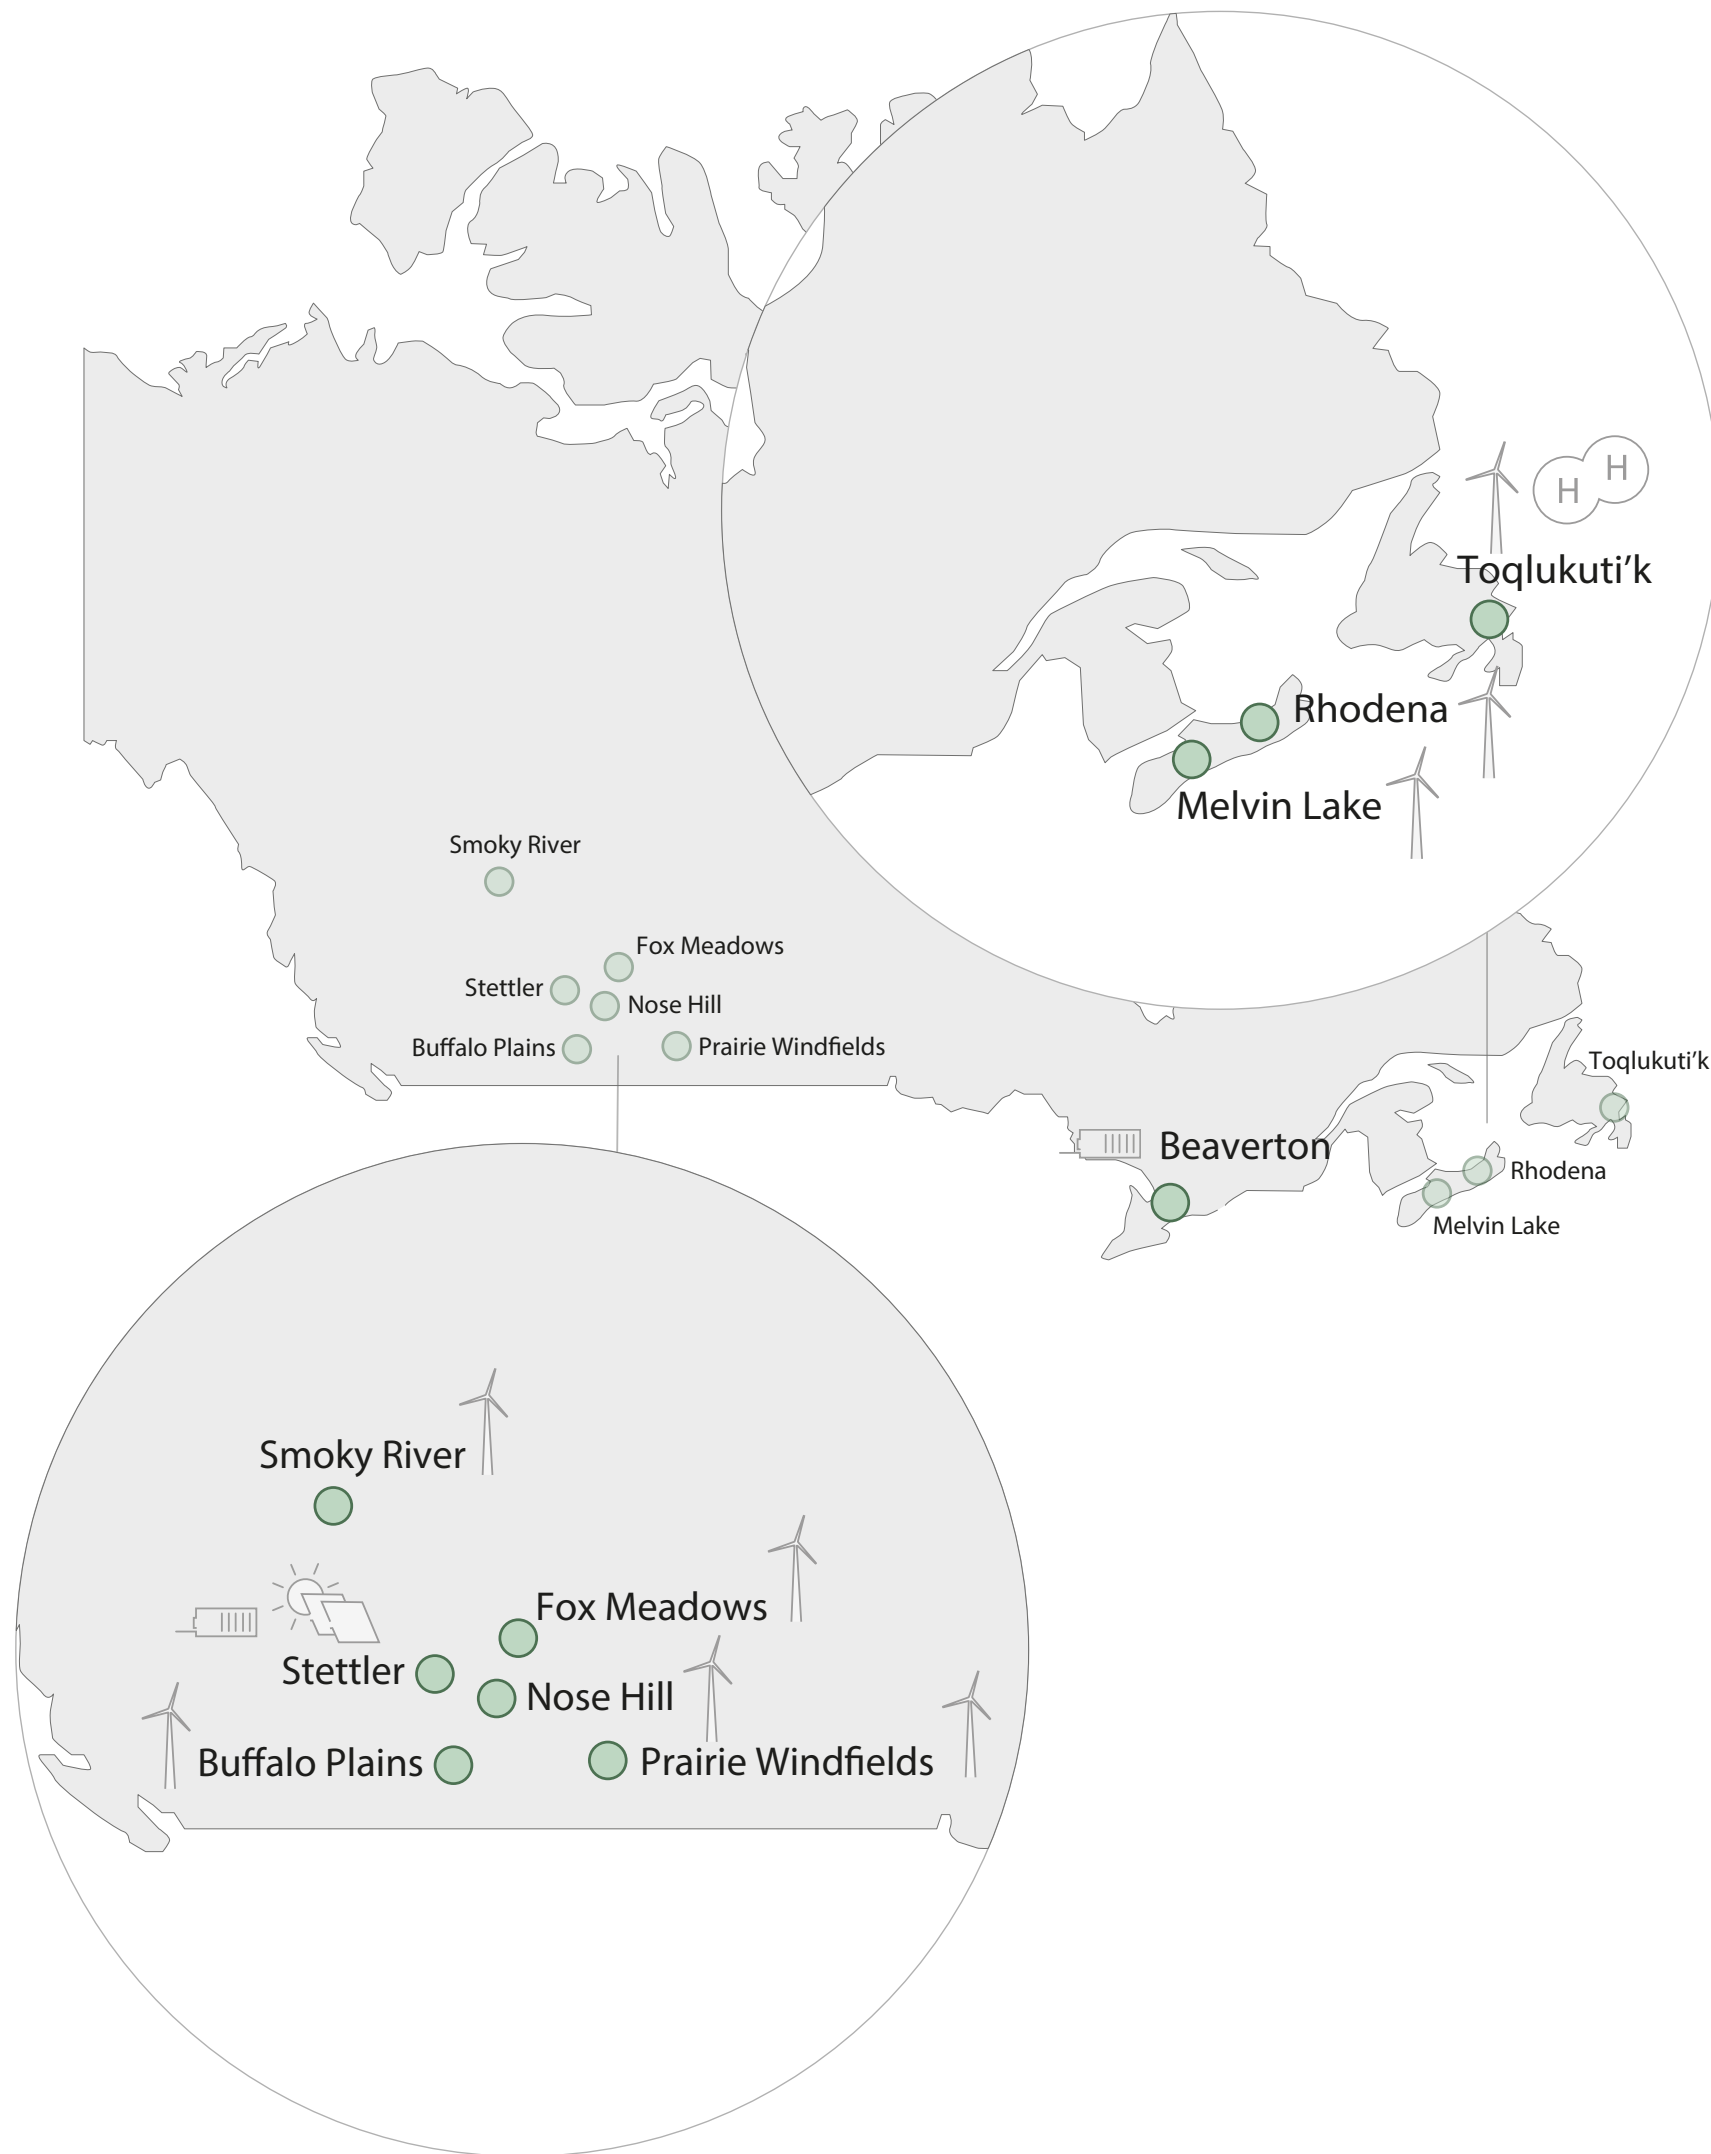 H
H
Toqlukuti’k
Rhodena
Melvin Lake
Smoky River
Fox Meadows
Stettler
Nose Hill
Buffalo Plains
Prairie Windfields
Toqlukuti’k
Beaverton
Rhodena
Melvin Lake
Smoky River
Fox Meadows
Stettler
Nose Hill
Buffalo Plains
Prairie Windfields